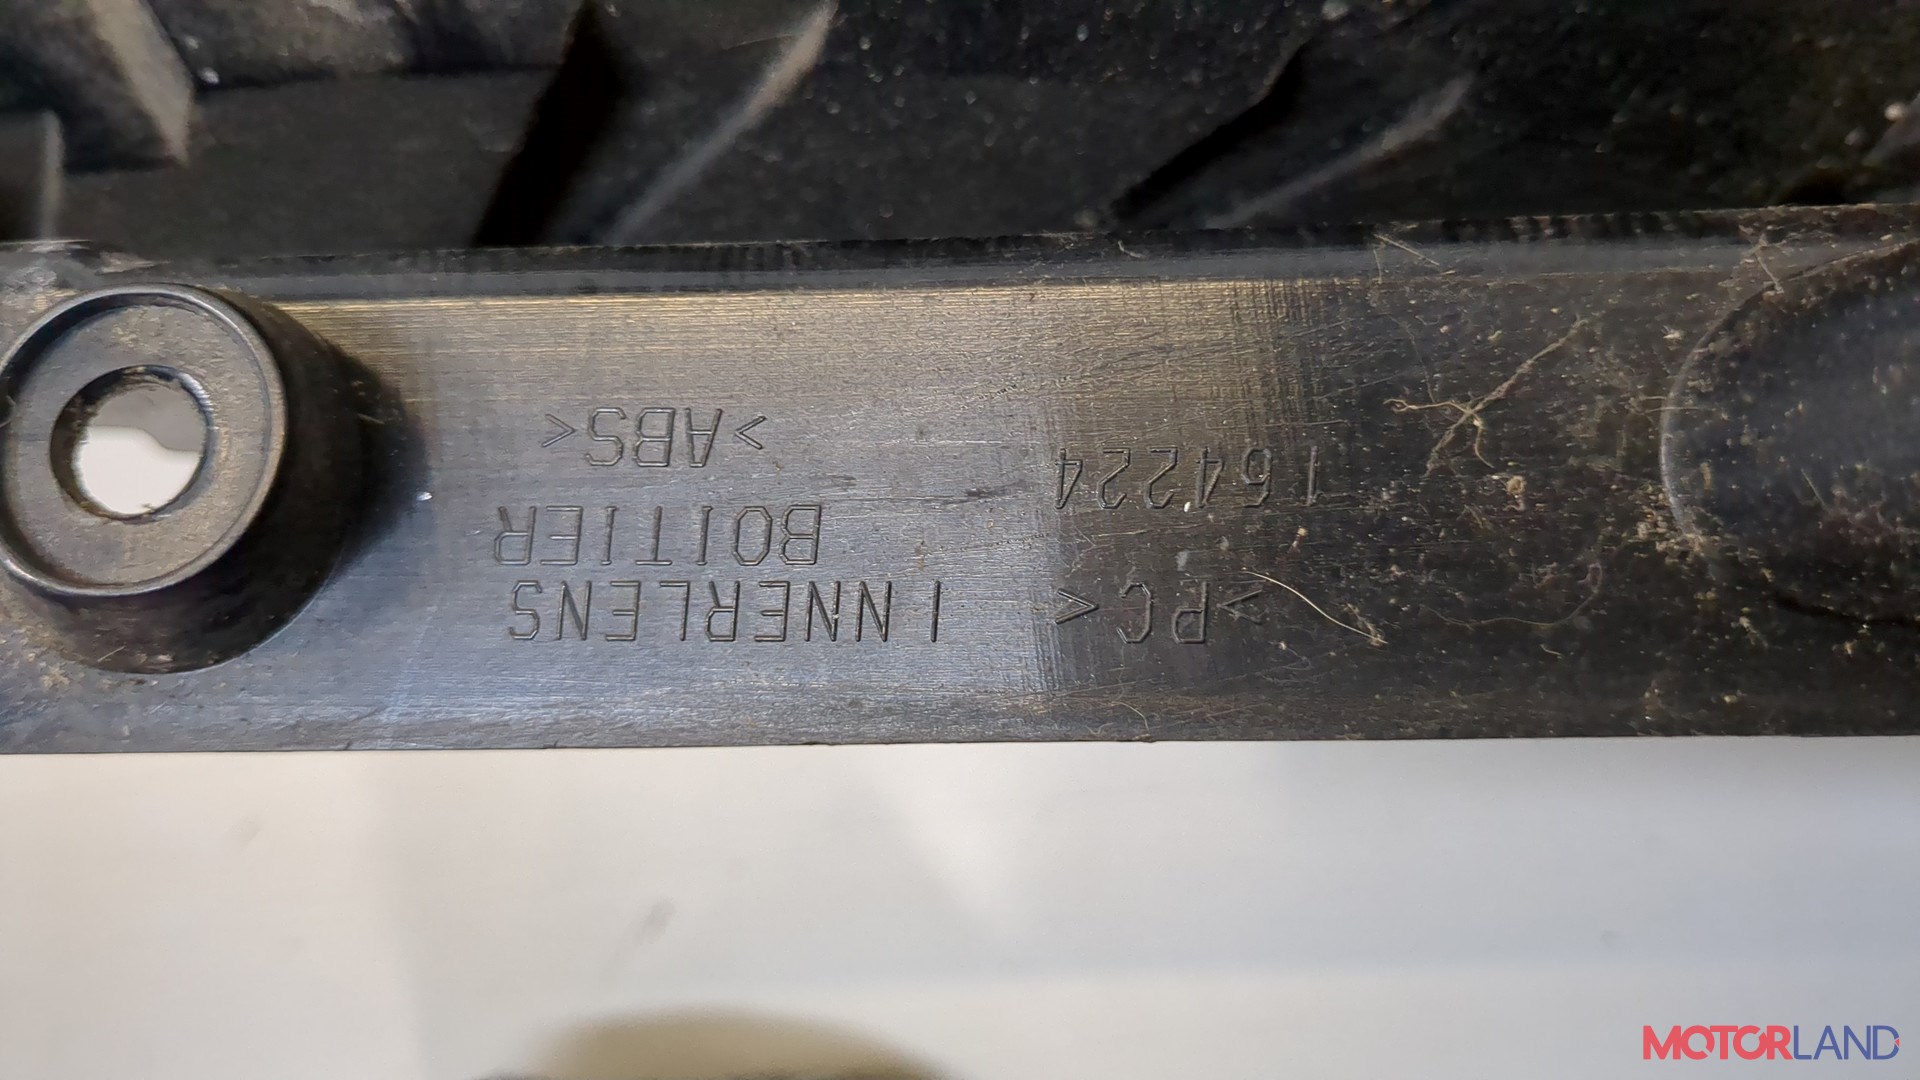 >PC< INNERLENS
BOITIER
164224
>ABS<
MOTORLAND